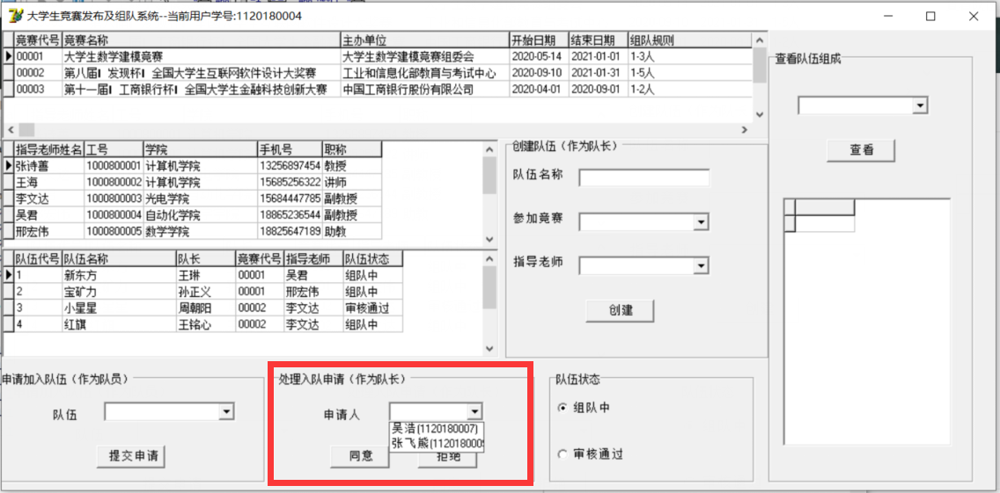 大学生竞赛发布及组队系统--当前用户学号:1120180004
竞赛代号 竞赛名称 主办单位 开始日期 结束日期 组队规则
00001 大学生数学建模竞赛 大学生数学建模竞赛组委会 2020-05-14 2021-01-01 1-3人
00002 第八届 发现杯 全国大学生互联网软件设计大奖赛 工业和信息化部教育与考试中心 2020-09-10 2021-01-31 1-5人
00003 第十一届 工商银行杯 全国大学生金融科技创新大赛 中国工商银行股份有限公司 2020-04-01 2020-09-01 1-2人
指导老师姓名 工号 学院 手机号 职称
张诗蕾 1000800001 计算机学院 13256897454 教授
王海 1000800002 计算机学院 15685256322 讲师
李文达 1000800003 光电学院 15684447785 副教授
吴君 1000800004 自动化学院 18865236544 副教授
邢宏伟 1000800005 数学学院 18825647189 助教
队伍代号 队伍名称 队长 竞赛代号 指导老师 队伍状态
1 新东方 王琳 00001 吴君 组队中
2 宝矿力 孙正义 00001 邢宏伟 组队中
3 小星星 周朝阳 00002 李文达 审核通过
4 红旗 王铭心 00002 李文达 组队中
创建队伍（作为队长）
队伍名称
参加竞赛
指导老师
创建
查看队伍组成
查看
申请加入队伍（作为队员）
队伍
提交申请
处理入队申请（作为队长）
申请人
吴浩(1120180007)
张飞熊(112018000
同意
拒绝
队伍状态
组队中
审核通过